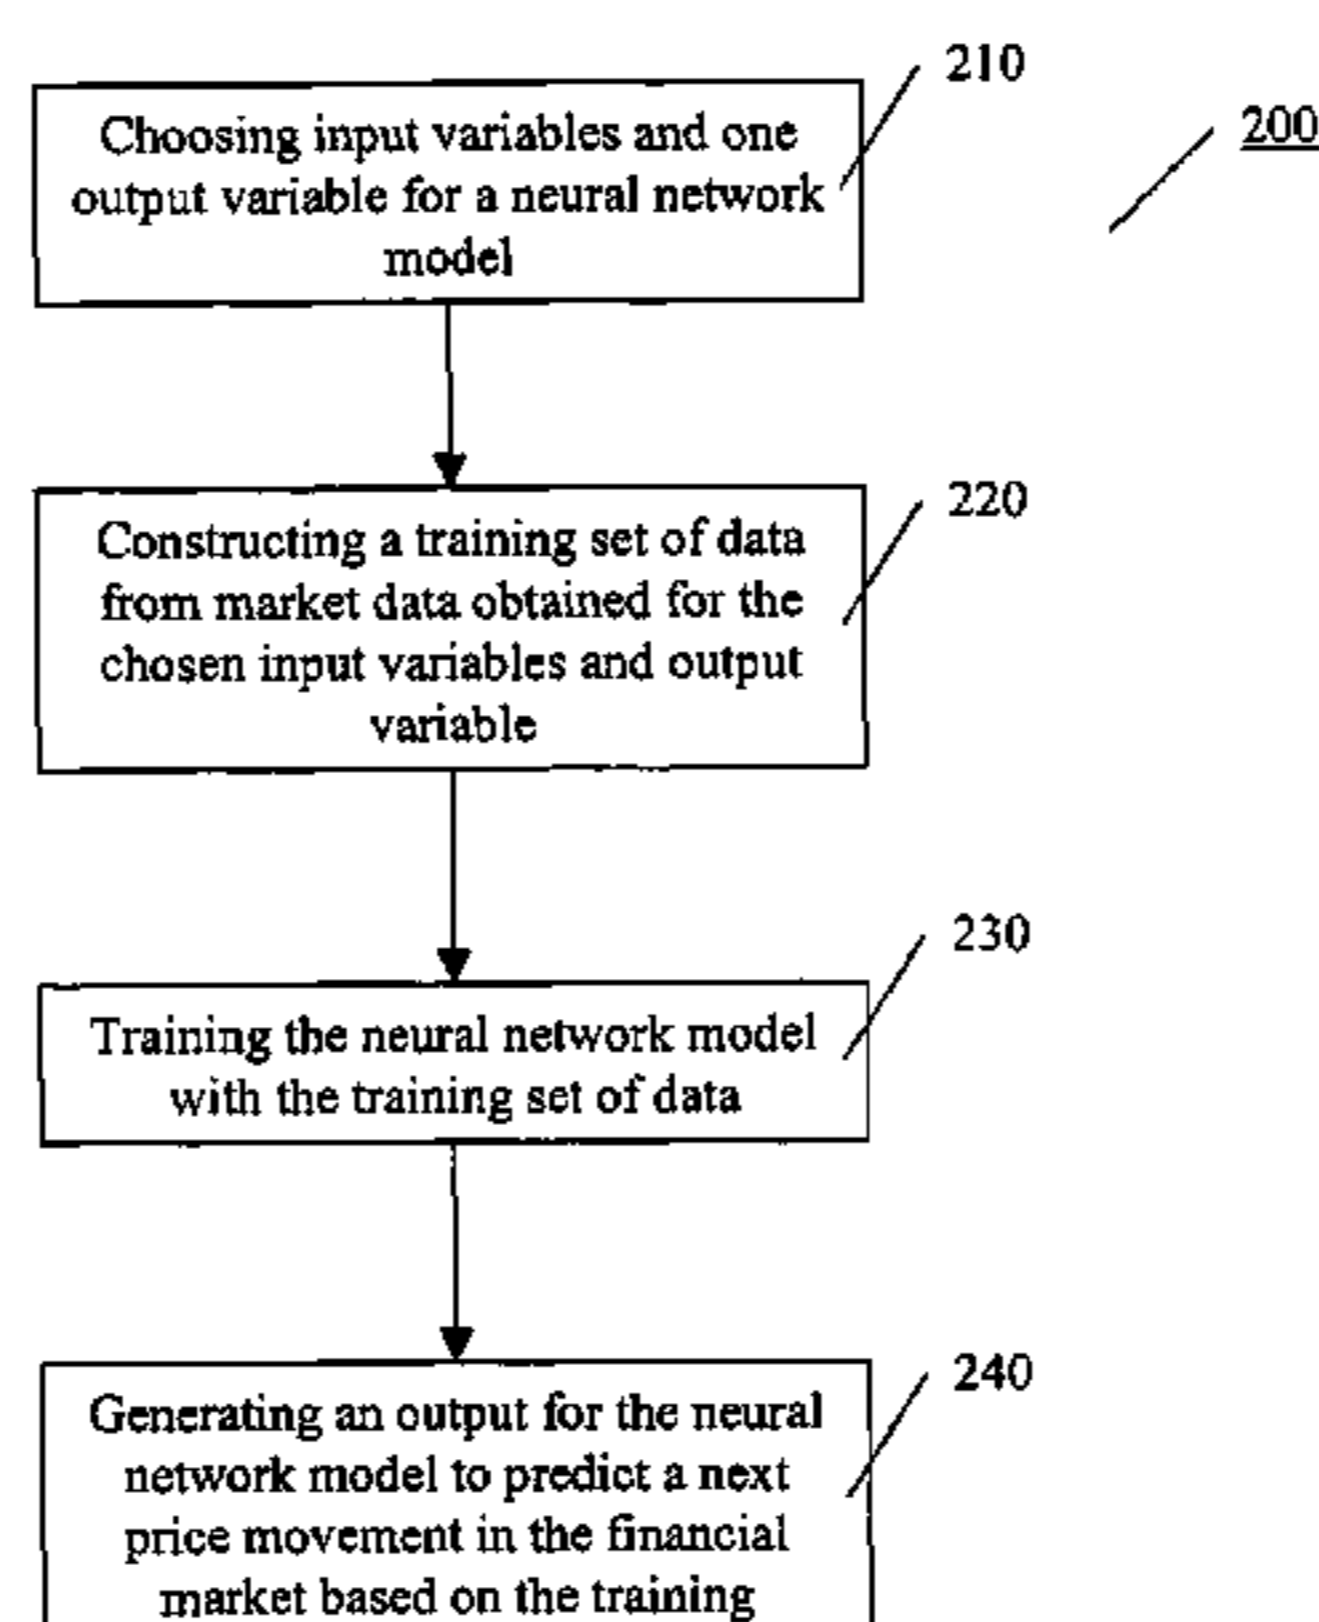 210
200
Choosing input variables and one
output variable for a neural network
model
220
Constructing a training set of data
from market data obtained for the
chosen input variables and output
variable
230
Training the neural network model
with the training set of data
240
Generating an output for the neural
network model to predict a next
price movement in the financial
market based on the training